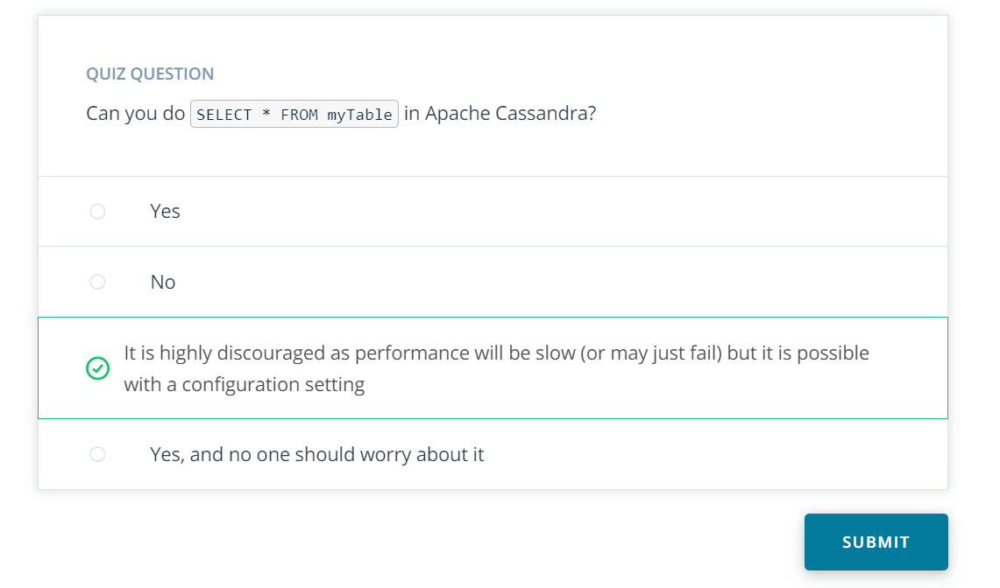 QUIZ QUESTION
Can you do SELECT * FROM myTable in Apache Cassandra?
Yes
No
It is highly discouraged as performance will be slow (or may just fail) but it is possible
with a configuration setting
Yes, and no one should worry about it
SUBMIT